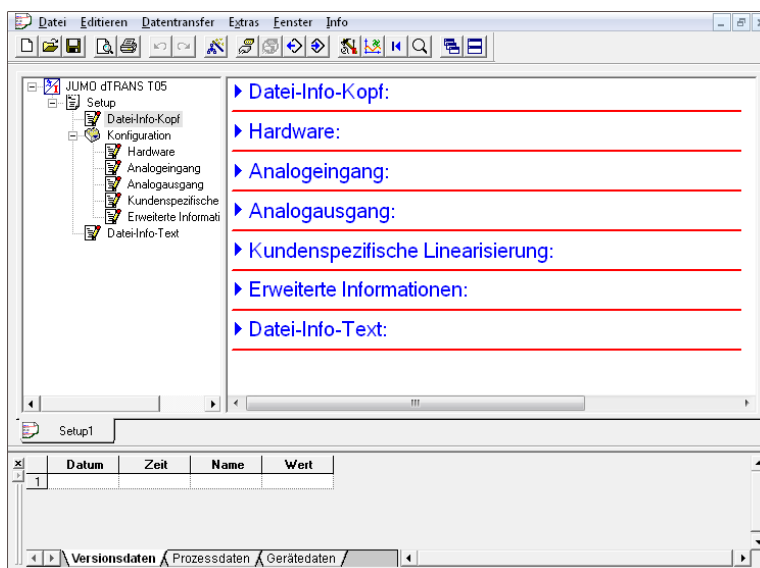 Datei Editieren Datentransfer Extras Fenster Info
JUMO dTRANS T05
Setup
Datei-Info-Kopf
Konfiguration
Hardware
Analogeingang
Analogausgang
Kundenspezifische
Erweiterte Informati
Datei-Info-Text
Datei-Info-Kopf:
Hardware:
Analogeingang:
Analogausgang:
Kundenspezifische Linearisierung:
Erweiterte Informationen:
Datei-Info-Text:
Setup1
Datum Zeit Name Wert
1
Versionsdaten Prozessdaten Gerätedaten